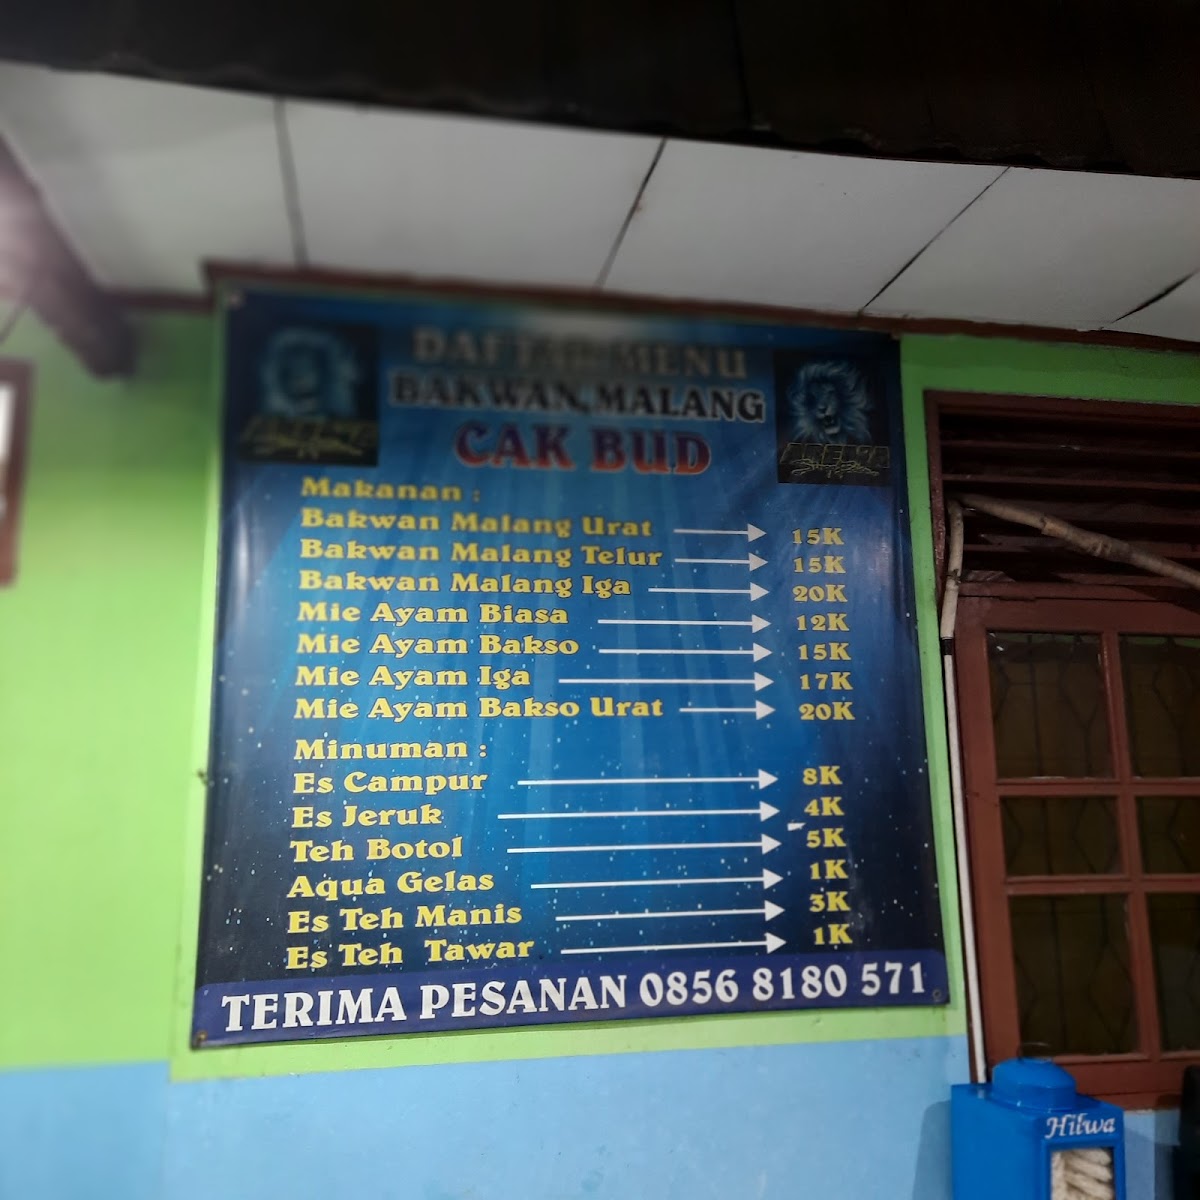 DAFTAR MENU
BAKWAN MALANG
CAK BUD
AREMA
Makanan :
Bakwan Malang Urat 15K
Bakwan Malang Telur 15K
Bakwan Malang Iga 20K
Mie Ayam Biasa 12K
Mie Ayam Bakso 15K
Mie Ayam Iga 17K
Mie Ayam Bakso Urat 20K
Minuman :
Es Campur 8K
Es Jeruk 4K
Teh Botol 5K
Aqua Gelas 1K
Es Teh Manis 3K
Es Teh Tawar 1K
TERIMA PESANAN 0856 8180 571
Hilwa